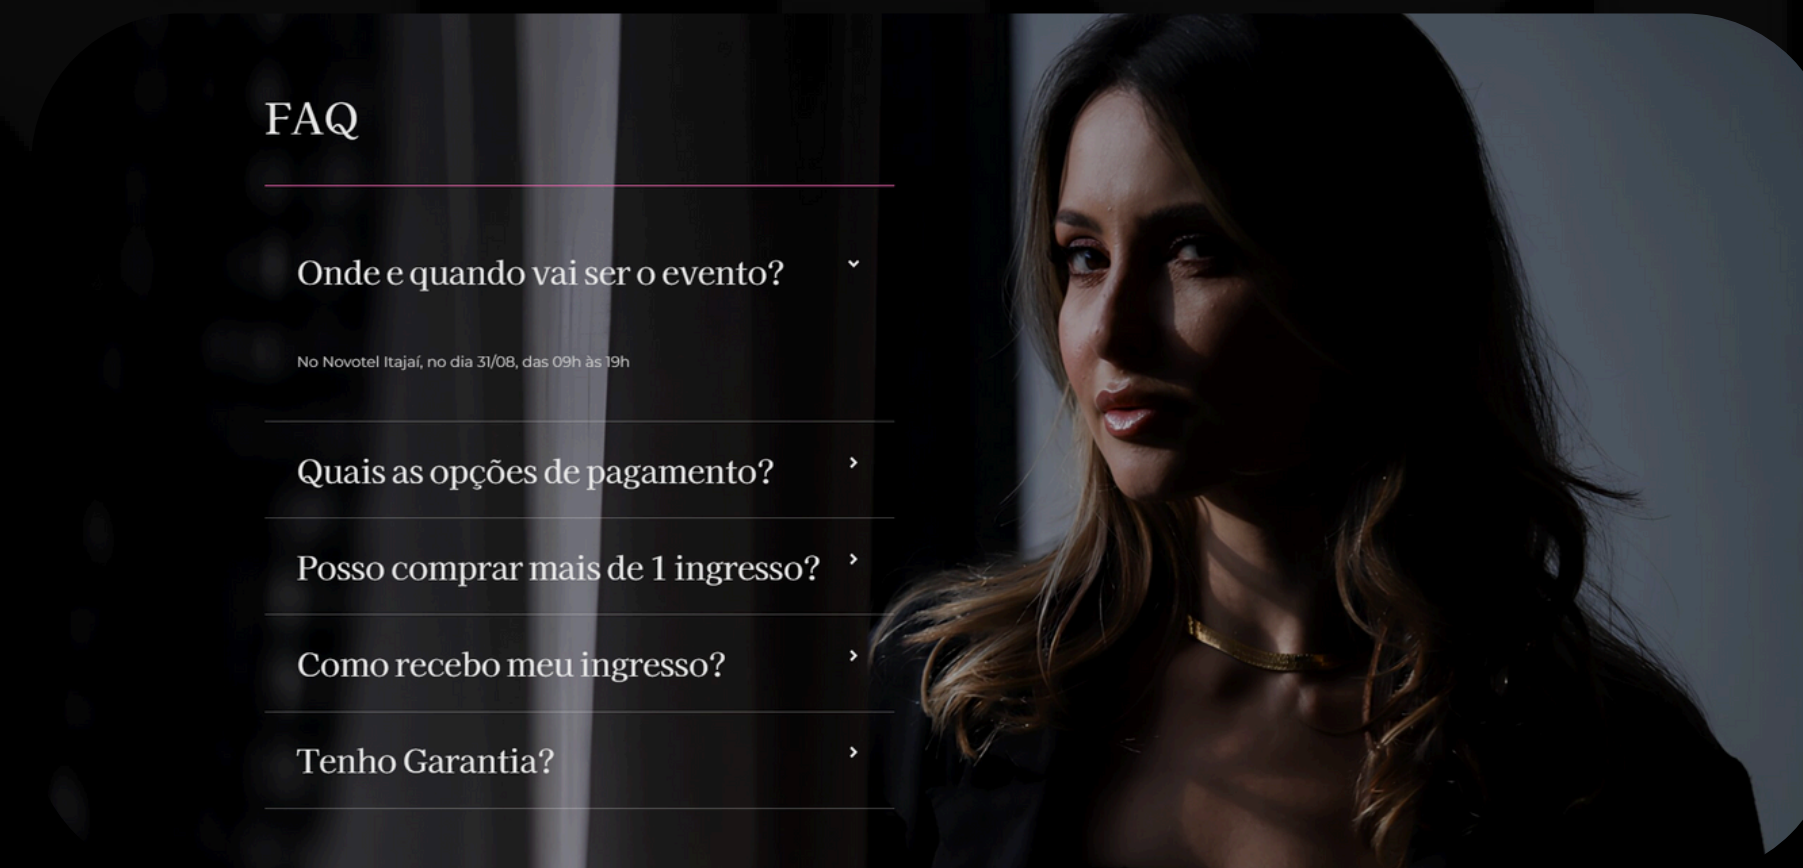 FAQ
Onde e quando vai ser o evento?
No Novotel Itajaí, no dia 31/08, das 09h às 19h
Quais as opções de pagamento?
Posso comprar mais de 1 ingresso?
Como recebo meu ingresso?
Tenho Garantia?